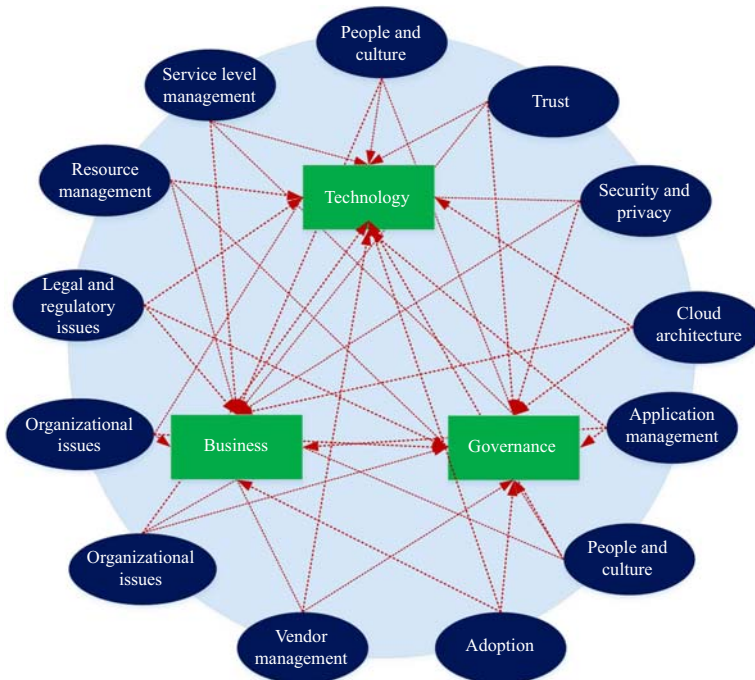 People and
culture
Service level
management
Trust
Resource
management
Technology
Security and
privacy
Legal and
regulatory
issues
Cloud
architecture
Organizational
issues
Business
Governance
Application
management
Organizational
issues
People and
culture
Vendor
management
Adoption